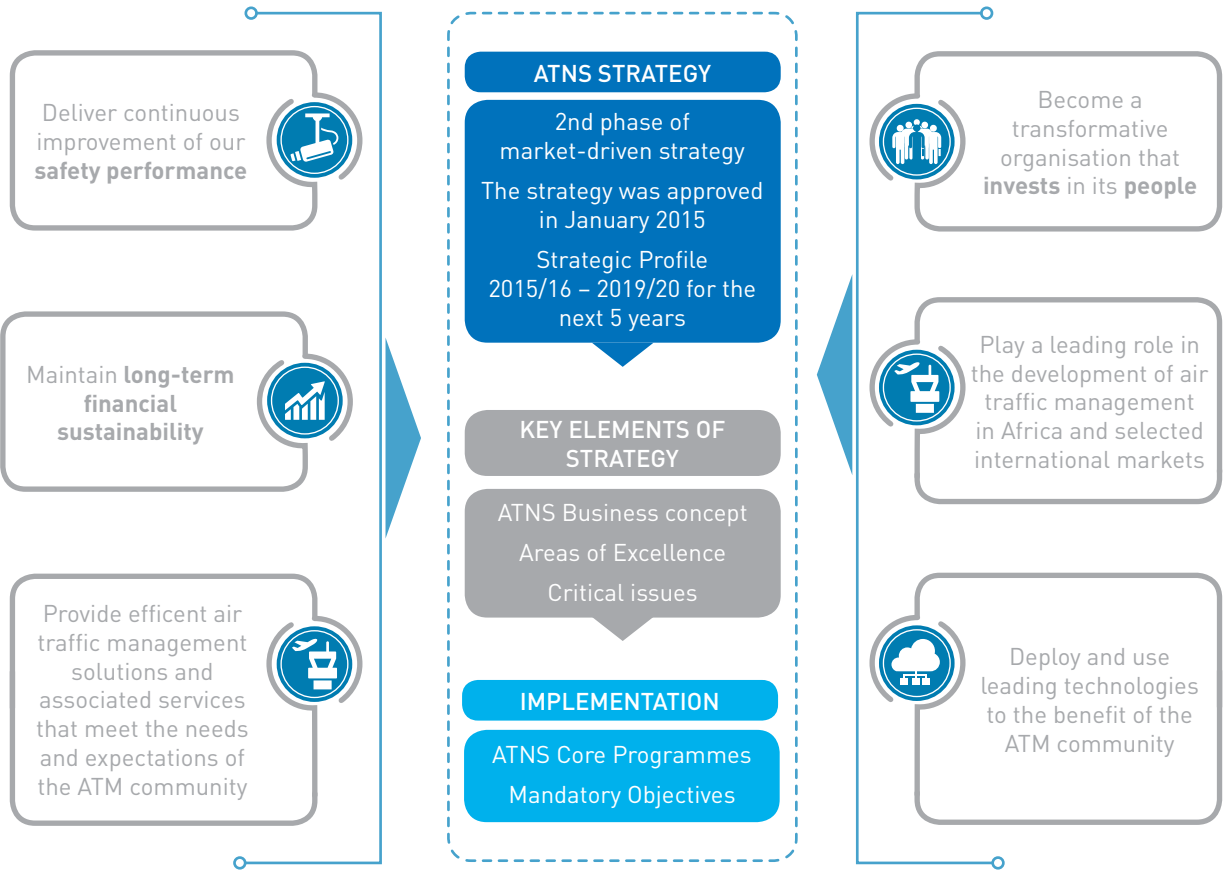 Deliver continuous
improvement of our
safety performance
Maintain long-term
financial
sustainability
Provide efficent air
traffic management
solutions and
associated services
that meet the needs
and expectations of
the ATM community
ATNS STRATEGY
2nd phase of
market-driven strategy
The strategy was approved
in January 2015
Strategic Profile
2015/16 – 2019/20 for the
next 5 years
KEY ELEMENTS OF
STRATEGY
ATNS Business concept
Areas of Excellence
Critical issues
IMPLEMENTATION
ATNS Core Programmes
Mandatory Objectives
Become a
transformative
organisation that
invests in its people
Play a leading role in
the development of air
traffic management
in Africa and selected
international markets
Deploy and use
leading technologies
to the benefit of the
ATM community